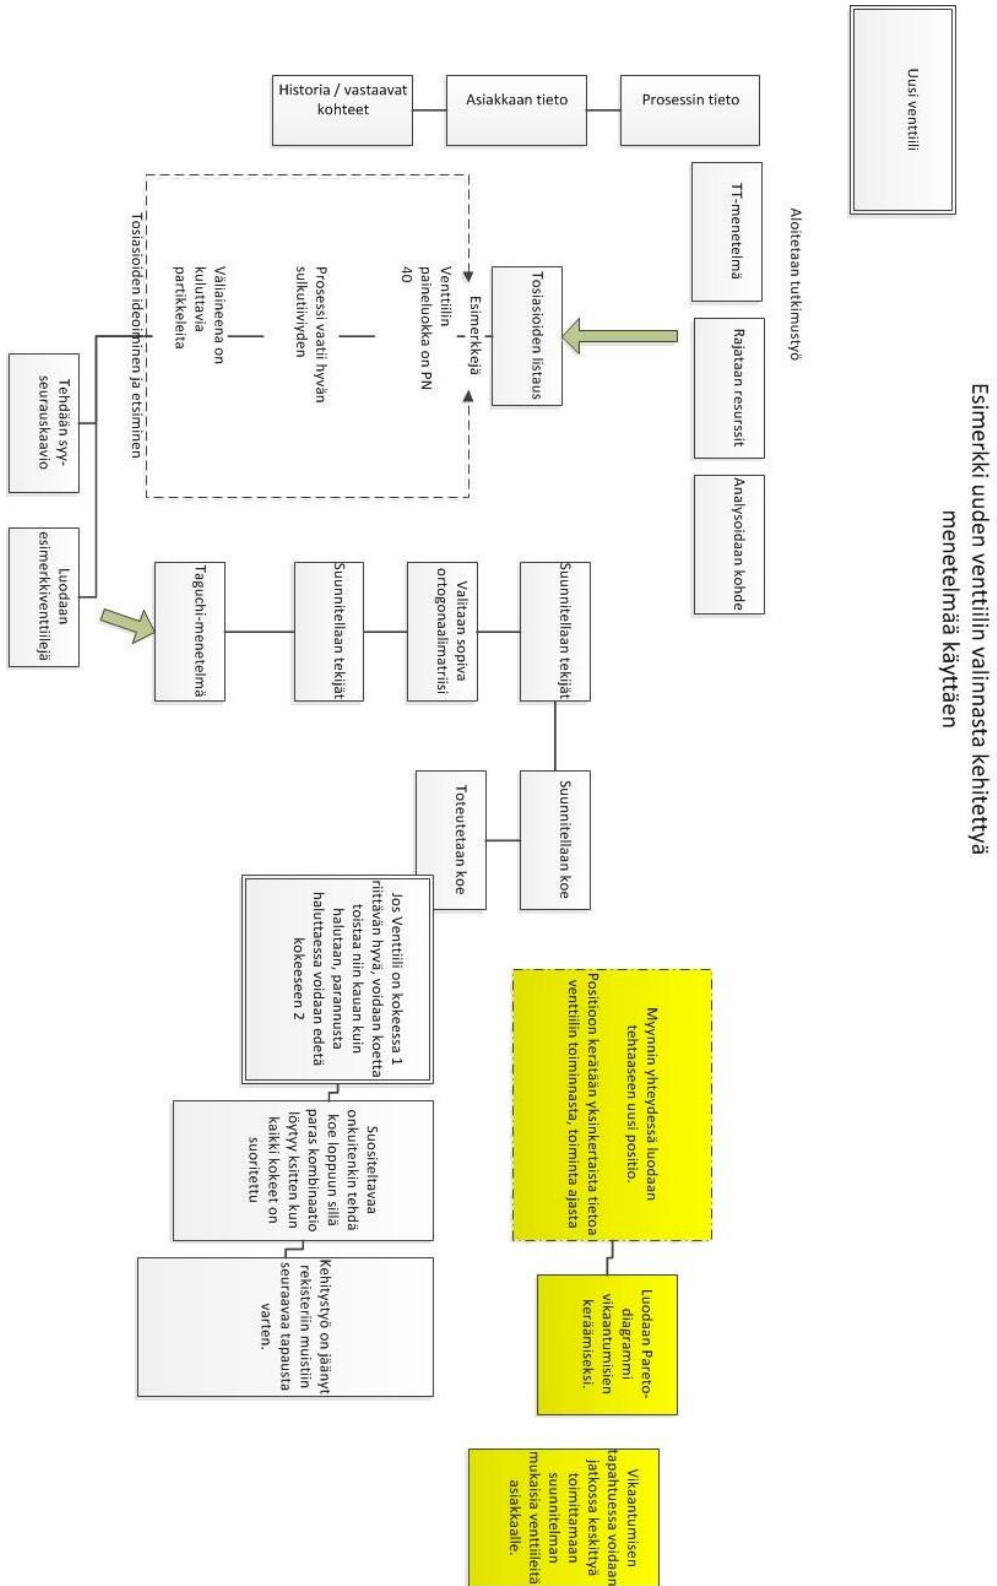 Esimerkki uuden venttiilin valinnasta kehitettyä
menetelmää käyttäen
Uusi venttiili
Aloitetaan tutkimustyö
TT-menetelmä
Rajataan resurssit
Analysoidaan kohde
Prosessin tieto
Asiakkaan tieto
Historia / vastaavat
kohteet
Tosiasioiden listaus
Esimerkkejä
Venttiilin
paineluokka on PN
40
Prosessi vaatii hyvän
sulkutiiviyden
Väliaineena on
kuluttavia
partikkeleita
Tosiasioiden ideoiminen ja etsiminen
Tehdään syy-
seurauskaavio
Luodaan
esimerkkiventtiilejä
Taguchi-menetelmä
Suunnitellaan tekijät
Valitaan sopiva
ortogonaalimatriisi
Suunnitellaan tekijät
Suunnitellaan koe
Toteutetaan koe
Jos Venttiili on kokeessa 1
riittävän hyvä, voidaan koetta
toistaa niin kauan kuin
halutaan, parannusta
haluttaessa voidaan edetä
kokeeseen 2
Suositeltavaa
onkuitenkin tehdä
koe loppuun sillä
paras kombinaatio
löytyy ksitten kun
kaikki kokeet on
suoritettu
Kehitystyö on jäänyt
rekisteriin muistiin
seuraavaa tapausta
varten.
Myynnin yhteydessä luodaan
tehtaaseen uusi positio.
Positioon kerätään yksinkertaista tietoa
venttiilin toiminnasta, toiminta ajasta
Luodaan Pareto-
diagrammi
vikaantumisien
keräämiseksi.
Vikaantumisen
tapahtuessa voidaan
jatkossa keskittyä
toimittamaan
suunnitelman
mukaisia venttiileitä
asiakkaalle.